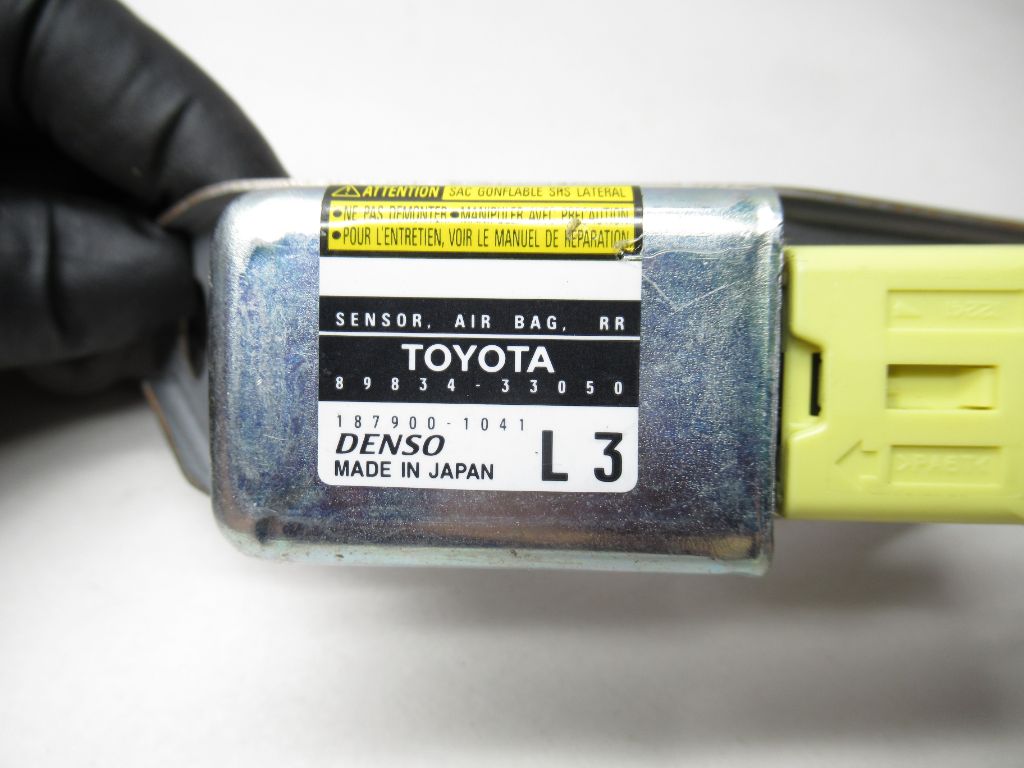 ATTENTION SAC GONFLABLE SRS LATERAL
•NE PAS DEMONTER •MANIPULER AVEC PRECAUTION
•POUR L'ENTRETIEN, VOIR LE MANUEL DE REPARATION
SENSOR, AIR BAG, RR
TOYOTA
89834-33050
187900-1041
DENSO
MADE IN JAPAN
L 3
>PBT<